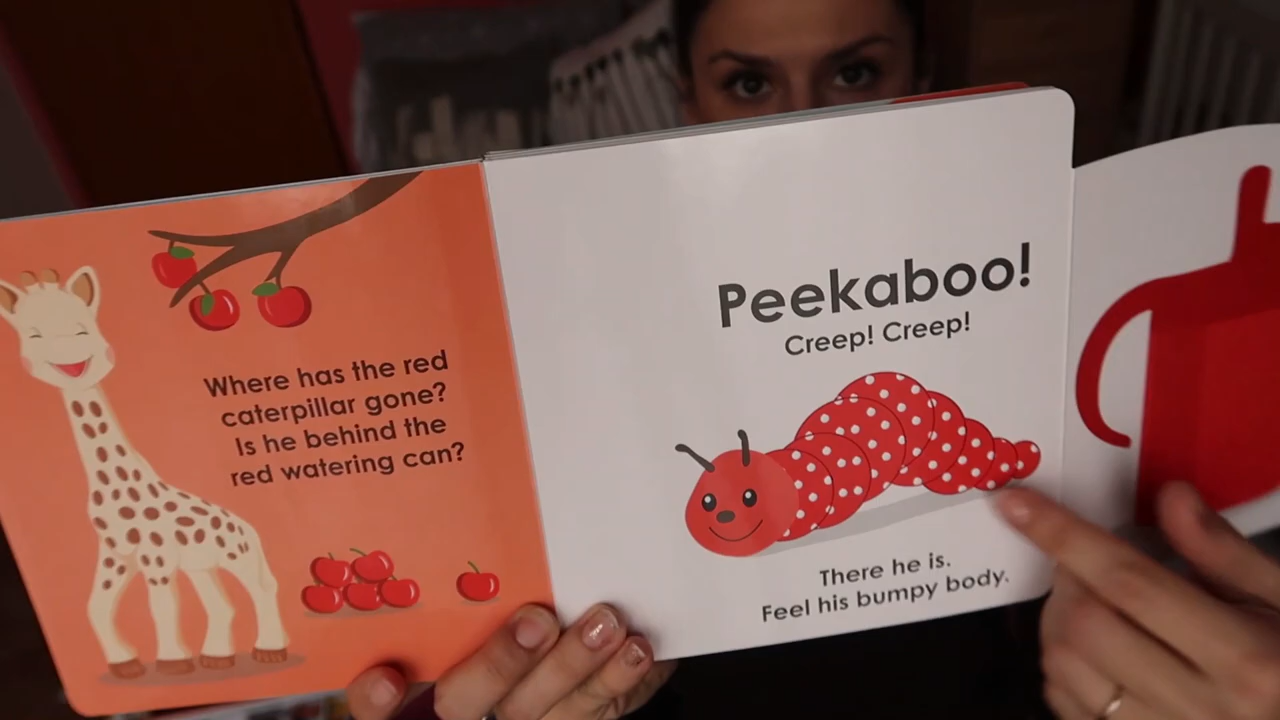 Where has the red
caterpillar gone?
Is he behind the
red watering can?
Peekaboo!
Creep! Creep!
There he is.
Feel his bumpy body.